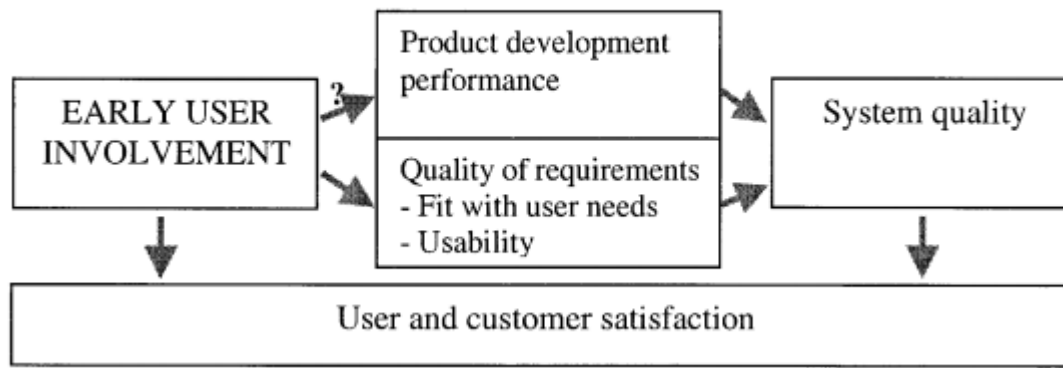 EARLY USER
INVOLVEMENT
?
Product development
performance
Quality of requirements
- Fit with user needs
- Usability
System quality
User and customer satisfaction